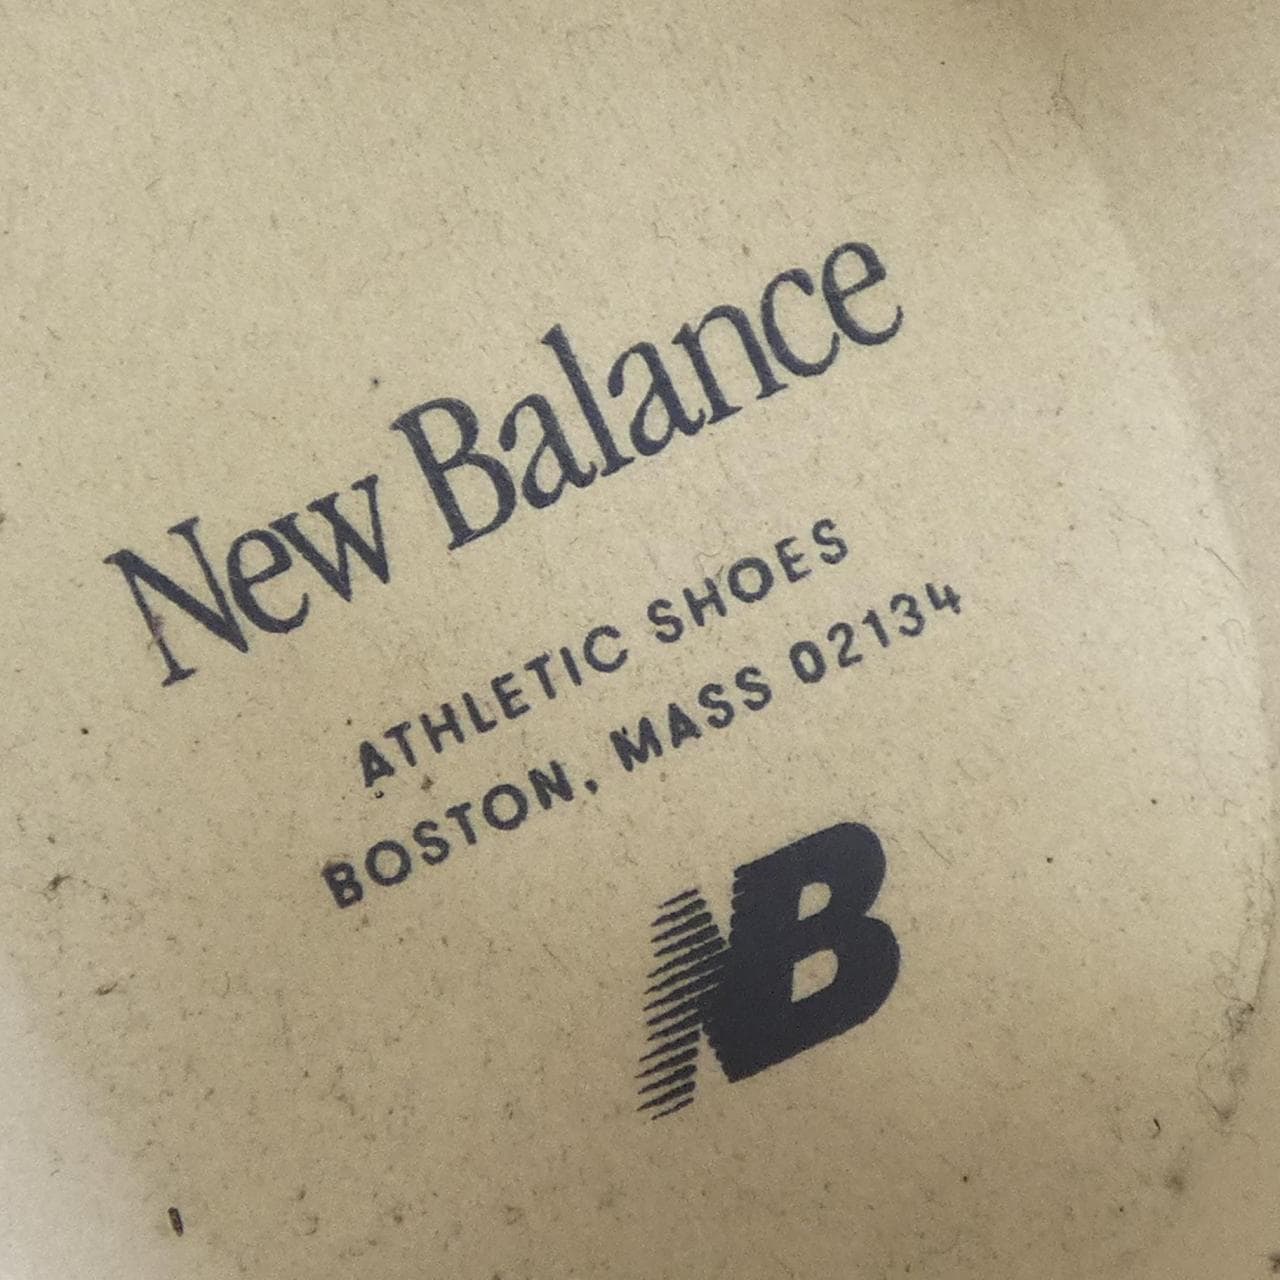 New Balance
ATHLETIC SHOES
BOSTON, MASS 02134
NB